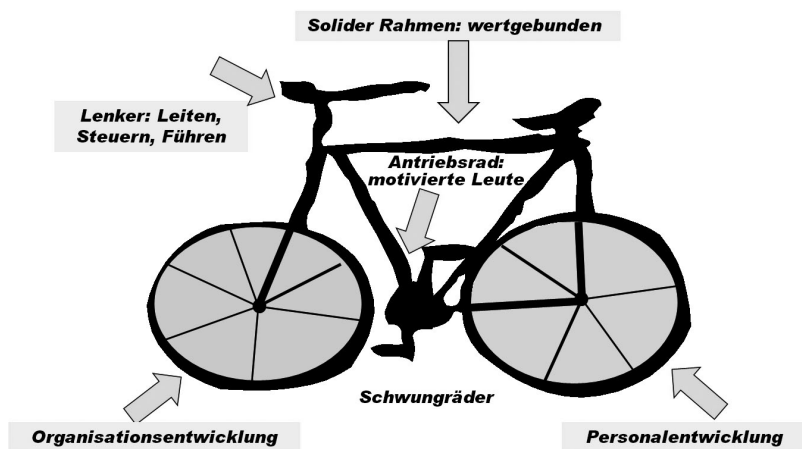 Solider Rahmen: wertgebunden
Lenker: Leiten,
Steuern, Führen
Antriebsrad:
motivierte Leute
Schwungräder
Organisationsentwicklung
Personalentwicklung